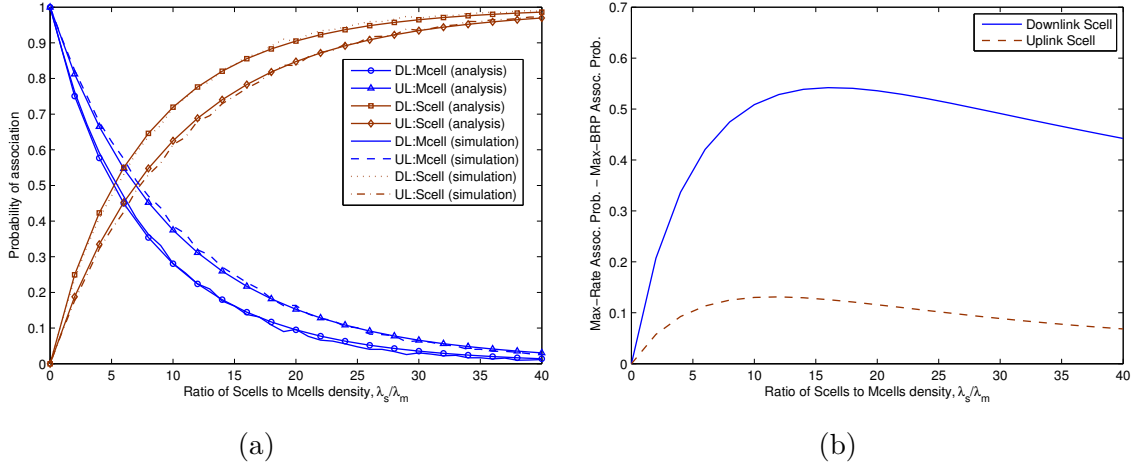 1
0.9
0.8
0.7
0.6
0.5
0.4
0.3
0.2
0.1
0
Probability of association
0 5 10 15 20 25 30 35 40
Ratio of Scells to Mcells density, λs/λm
DL:Mcell (analysis)
UL:Mcell (analysis)
DL:Scell (analysis)
UL:Scell (analysis)
DL:Mcell (simulation)
UL:Mcell (simulation)
DL:Scell (simulation)
UL:Scell (simulation)
(a)
0.7
0.6
0.5
0.4
0.3
0.2
0.1
0
Max−Rate Assoc. Prob. − Max−BRP Assoc. Prob.
0 5 10 15 20 25 30 35 40
Ratio of Scells to Mcells density, λs/λm
Downlink Scell
Uplink Scell
(b)